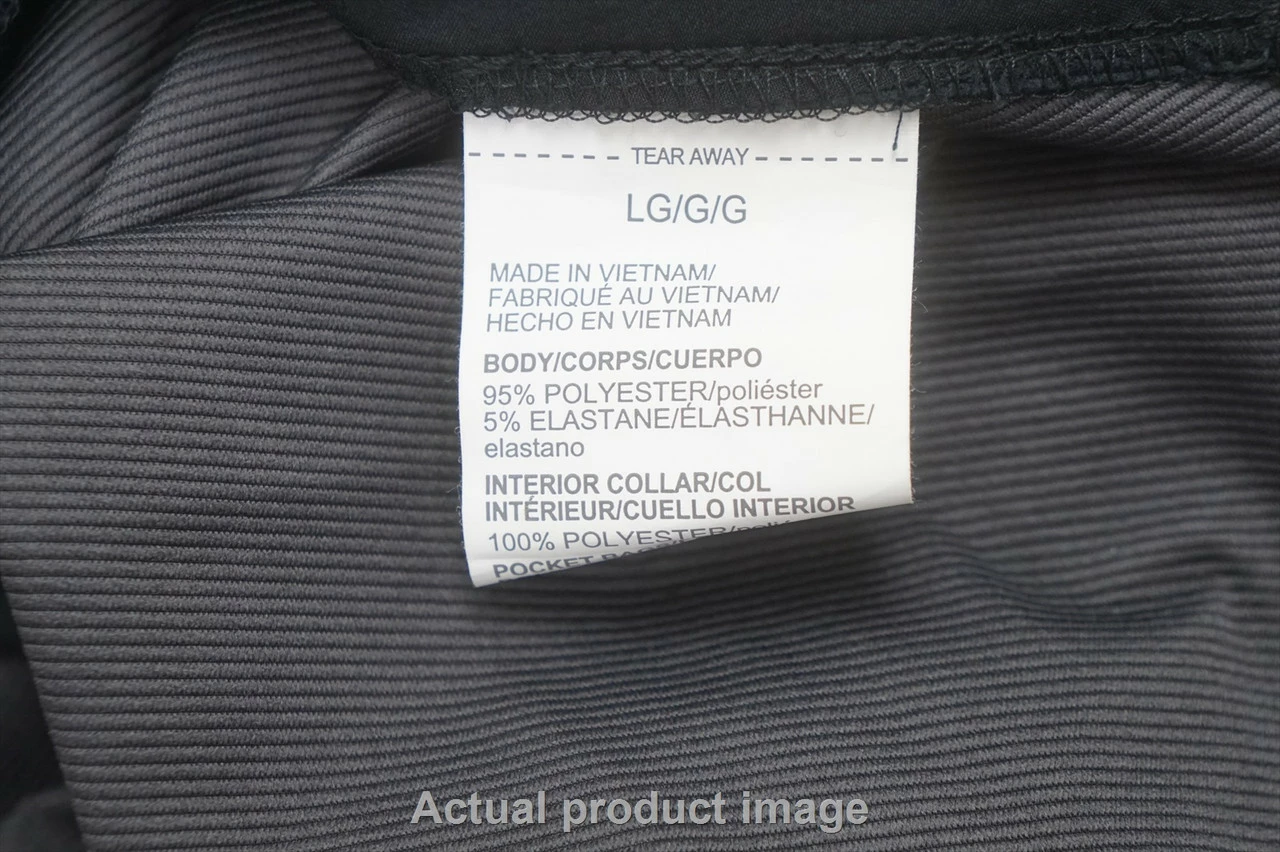 TEAR AWAY
LG/G/G
MADE IN VIETNAM/
FABRIQUÉ AU VIETNAM/
HECHO EN VIETNAM
BODY/CORPS/CUERPO
95% POLYESTER/poliéster
5% ELASTANE/ÉLASTHANNE/
elastano
INTERIOR COLLAR/COL
INTÉRIEUR/CUELLO INTERIOR
100% POLYESTER/
POCKET
Actual product image